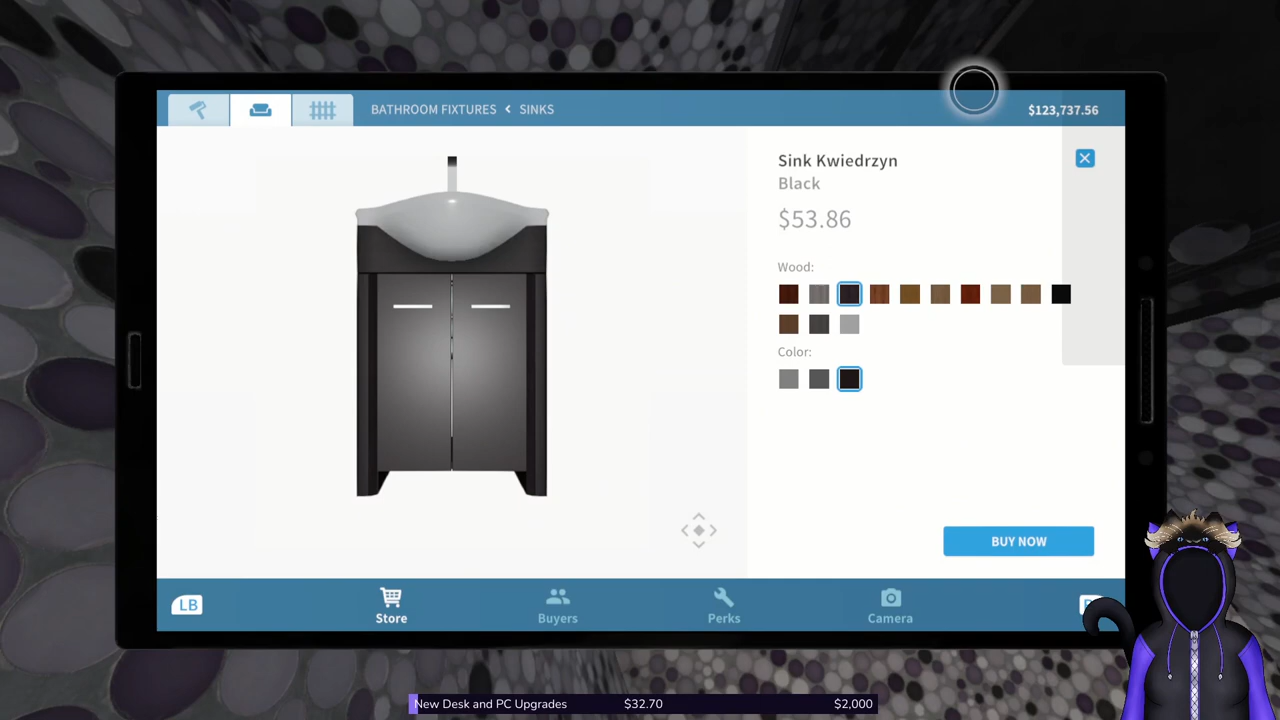 BATHROOM FIXTURES < SINKS
$123,737.56
Sink Kwiedrzyn
Black
$53.86
Wood:
Color:
BUY NOW
LB
Store
Buyers
Perks
Camera
New Desk and PC Upgrades $32.70 $2,000